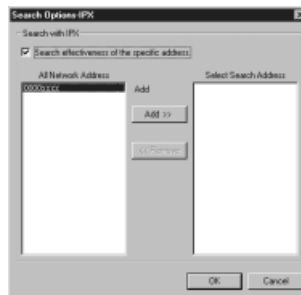 Search Options-IPX
Search with IPX
Search effectiveness of the specific address.
All Network Address
Select Search Address
Add
Add >>
<<Remove
OK
Cancel